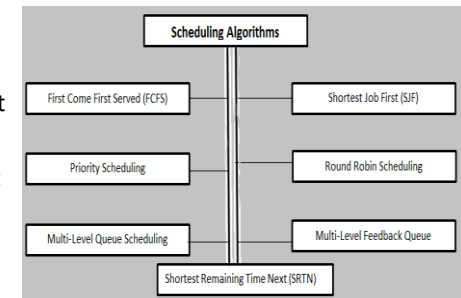 Scheduling Algorithms
First Come First Served (FCFS)
Shortest Job First (SJF)
Priority Scheduling
Round Robin Scheduling
Multi-Level Queue Scheduling
Multi-Level Feedback Queue
Shortest Remaining Time Next (SRTN)